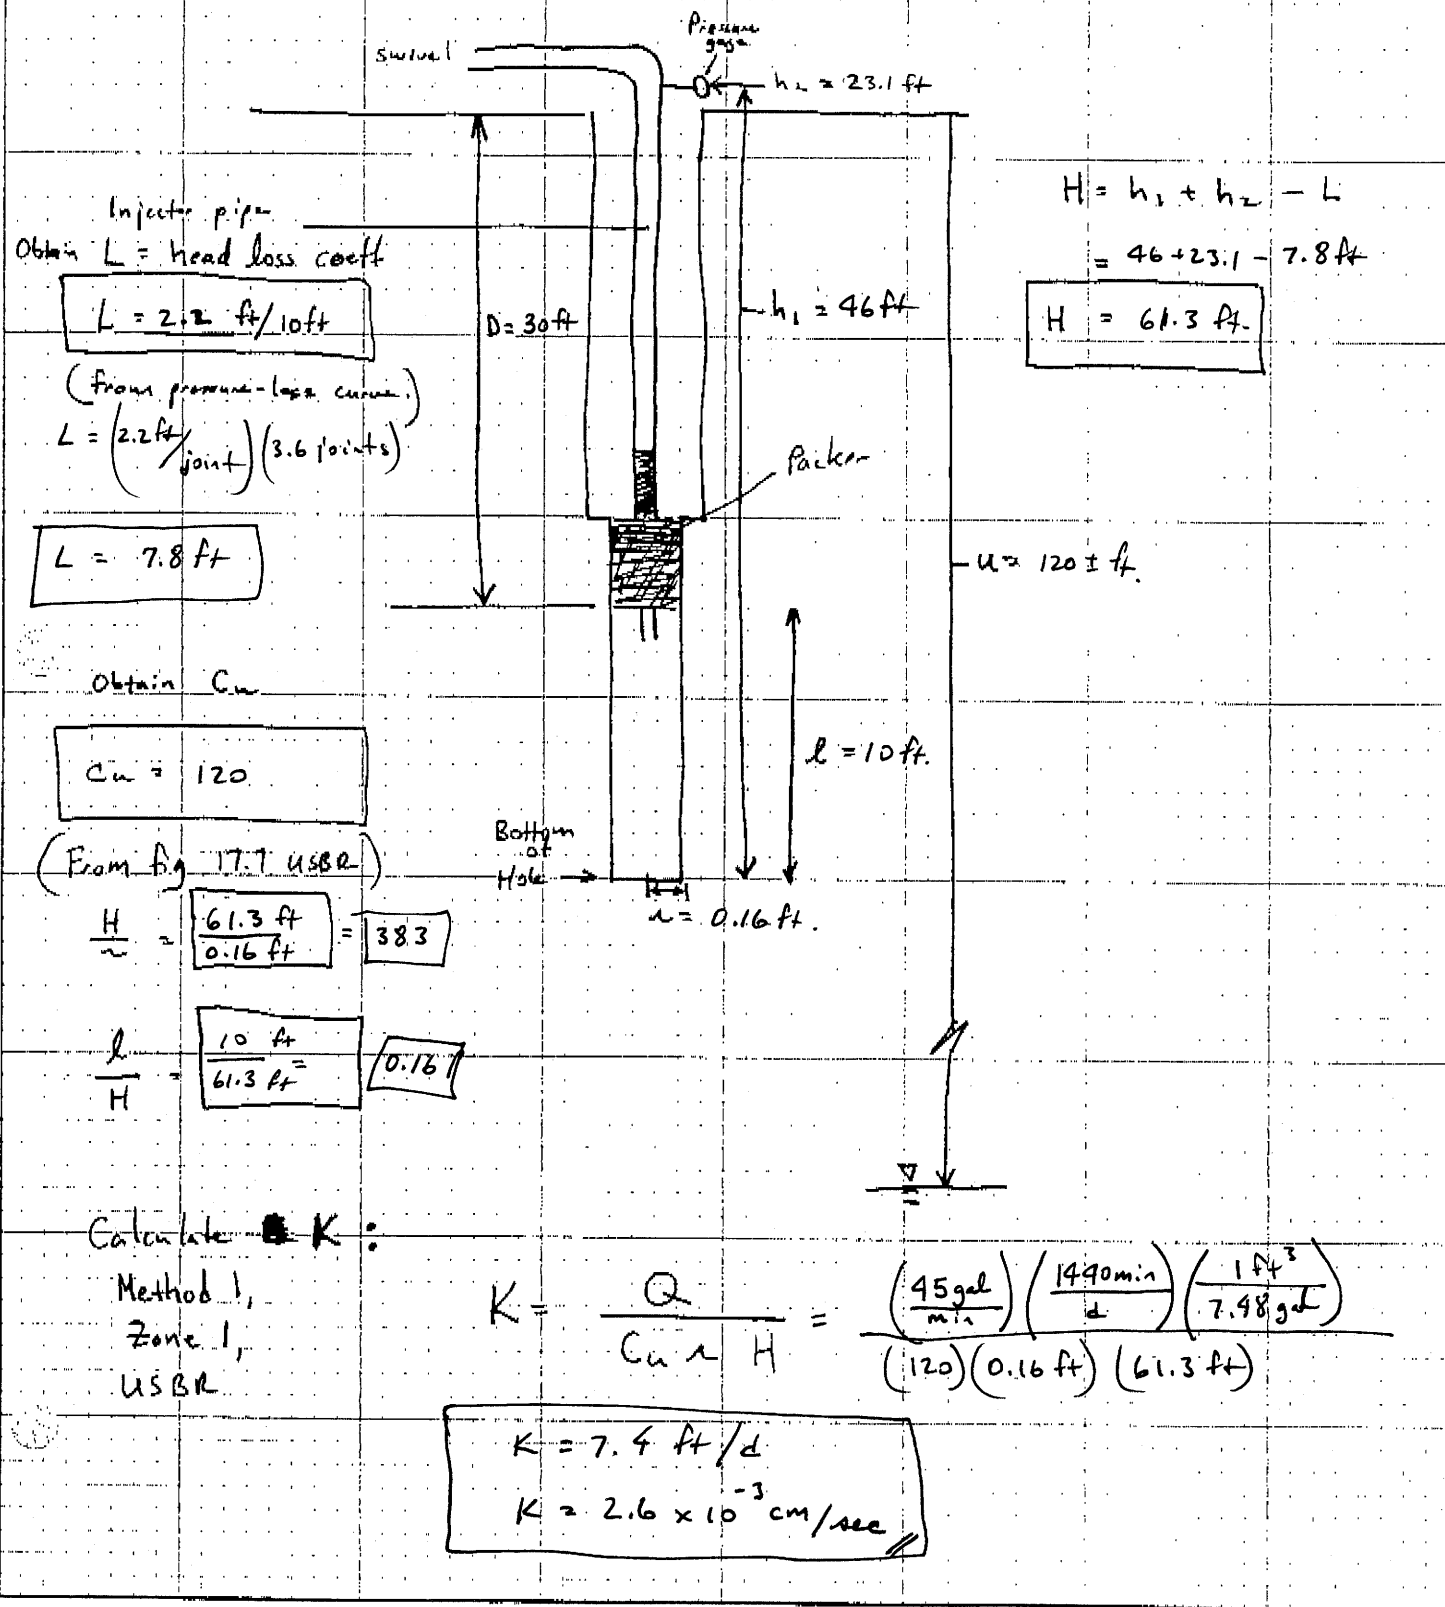 Pressure
gage
swivel
h₂ = 23.1 ft
H = h₁ + h₂ - L
= 46 + 23.1 - 7.8 ft
H = 61.3 ft.
Injector pipe
Obtain L = head loss coeff
L = 2.2 ft/10ft
(from pressure-loss curve.)
L = (2.2 ft/joint)(3.6 joints)
L = 7.8 ft
D = 30 ft
h₁ = 46 ft
Packer
u = 120 ± ft.
Obtain Cu
Cu = 120
(From fig 17.7 USBR)
l = 10 ft.
Bottom
of
Hole
r = 0.16 ft.
H/r = 61.3 ft/0.16 ft = 383
l/H = 10 ft/61.3 ft = 0.16
Calculate K :
Method 1,
Zone 1,
USBR
K = Q/(Cu r H) = (45 gal/min)(1440 min/d)(1 ft³/7.48 gal)/(120)(0.16 ft)(61.3 ft)
K = 7.4 ft/d
K = 2.6 x 10⁻³ cm/sec